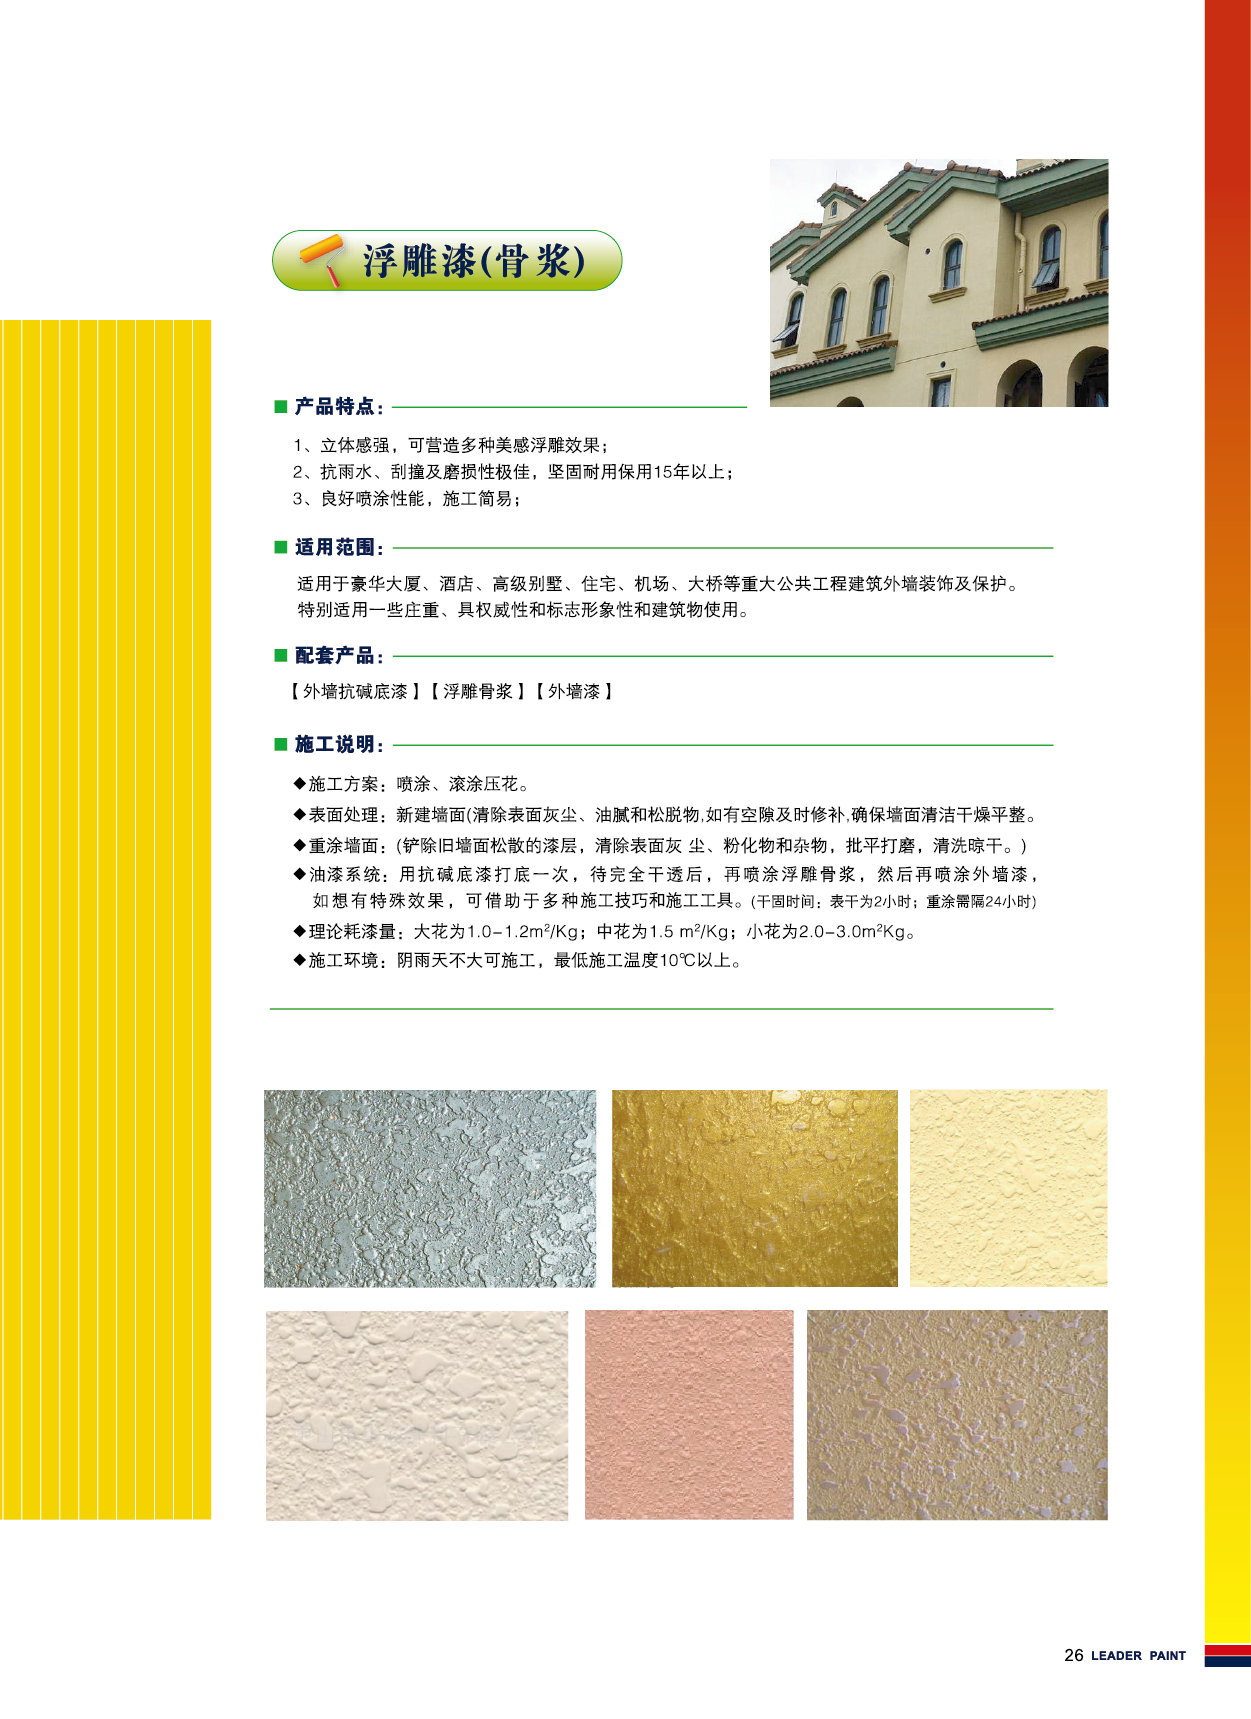 浮雕漆(骨浆)
■ 产品特点：
1、立体感强，可营造多种美感浮雕效果；
2、抗雨水、刮撞及磨损性极佳，坚固耐用保用15年以上；
3、良好喷涂性能，施工简易；
■ 适用范围：
适用于豪华大厦、酒店、高级别墅、住宅、机场、大桥等重大公共工程建筑外墙装饰及保护。
特别适用一些庄重、具权威性和标志形象性和建筑物使用。
■ 配套产品：
【外墙抗碱底漆】【浮雕骨浆】【外墙漆】
■ 施工说明：
◆施工方案：喷涂、滚涂压花。
◆表面处理：新建墙面(清除表面灰尘、油腻和松脱物,如有空隙及时修补,确保墙面清洁干燥平整。
◆重涂墙面：(铲除旧墙面松散的漆层，清除表面灰 尘、粉化物和杂物，批平打磨，清洗晾干。)
◆油漆系统：用抗碱底漆打底一次，待完全干透后，再喷涂浮雕骨浆，然后再喷涂外墙漆，
如想有特殊效果，可借助于多种施工技巧和施工工具。(干固时间：表干为2小时；重涂需隔24小时)
◆理论耗漆量：大花为1.0–1.2m²/Kg；中花为1.5 m²/Kg；小花为2.0–3.0m²Kg。
◆施工环境：阴雨天不大可施工，最低施工温度10℃以上。
26 LEADER PAINT